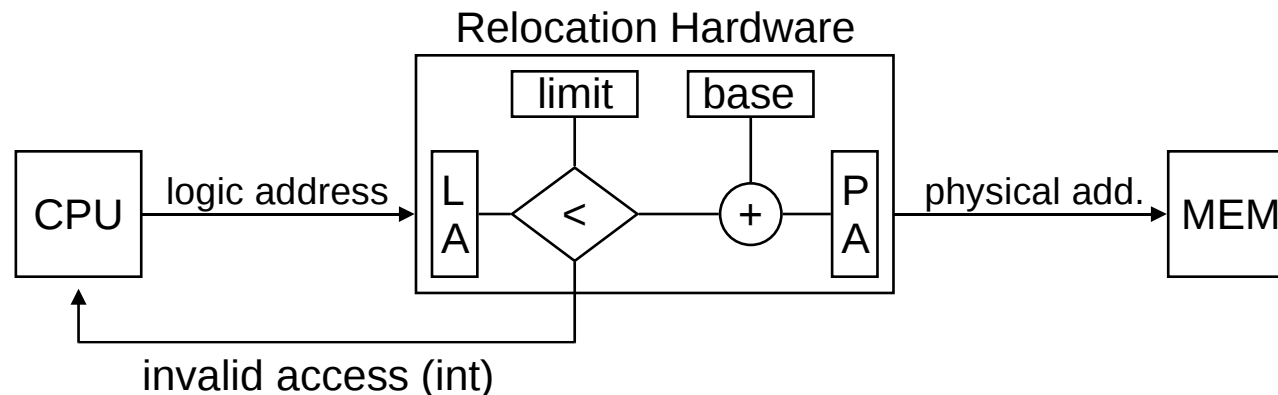 Relocation Hardware
limit
base
CPU
logic address
L
A
<
+
P
A
physical add.
MEM
invalid access (int)